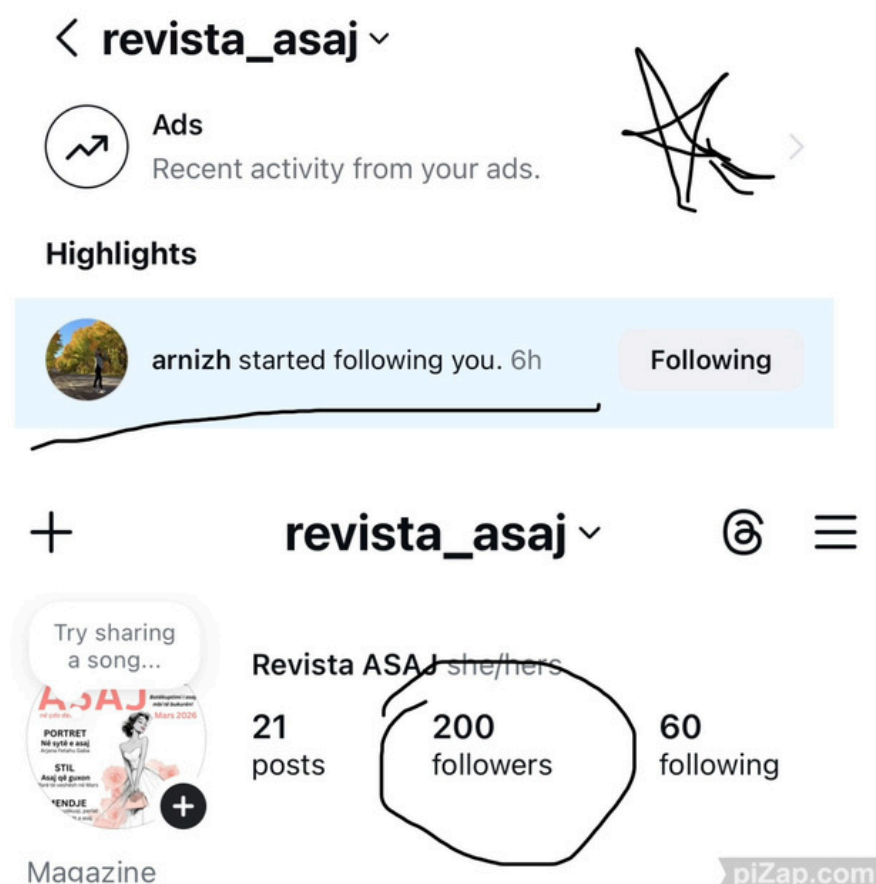 revista_asaj
Ads
Recent activity from your ads.
Highlights
arnizh started following you. 6h
Following
revista_asaj
Try sharing
a song...
Revista ASAJ she/hers
21 200 60
posts followers following
ASAJ
Mars 2026
PORTRET
Në sytë e asaj
STIL
Asaj që guxon
Magazine
piZap.com